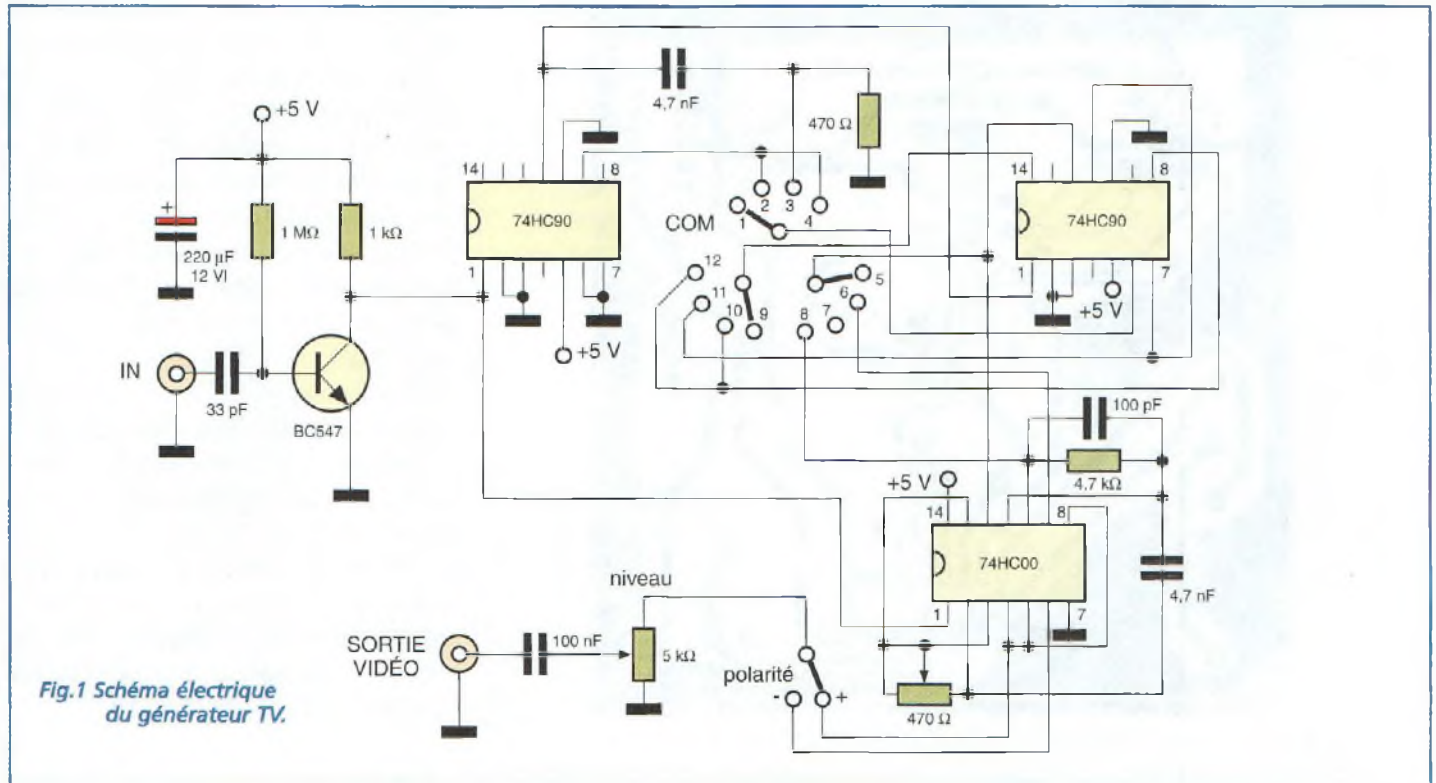 +5 V
+
220 µF
12 Vl
1 MΩ
1 kΩ
IN
33 pF
BC547
14
8
74HC90
1
7
+5 V
4,7 nF
470 Ω
COM
1
2
3
4
5
6
7
8
9
10
11
12
14
8
74HC90
1
7
+5 V
100 pF
4,7 kΩ
+5 V
14
8
74HC00
1
7
4,7 nF
470 Ω
niveau
SORTIE
VIDÉO
100 nF
5 kΩ
polarité
-
+
Fig.1 Schéma électrique
du générateur TV.